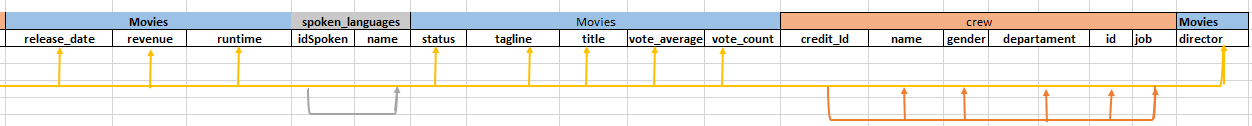 Movies spoken_languages Movies crew Movies
release_date revenue runtime idSpoken name status tagline title vote_average vote_count credit_Id name gender departament id job director